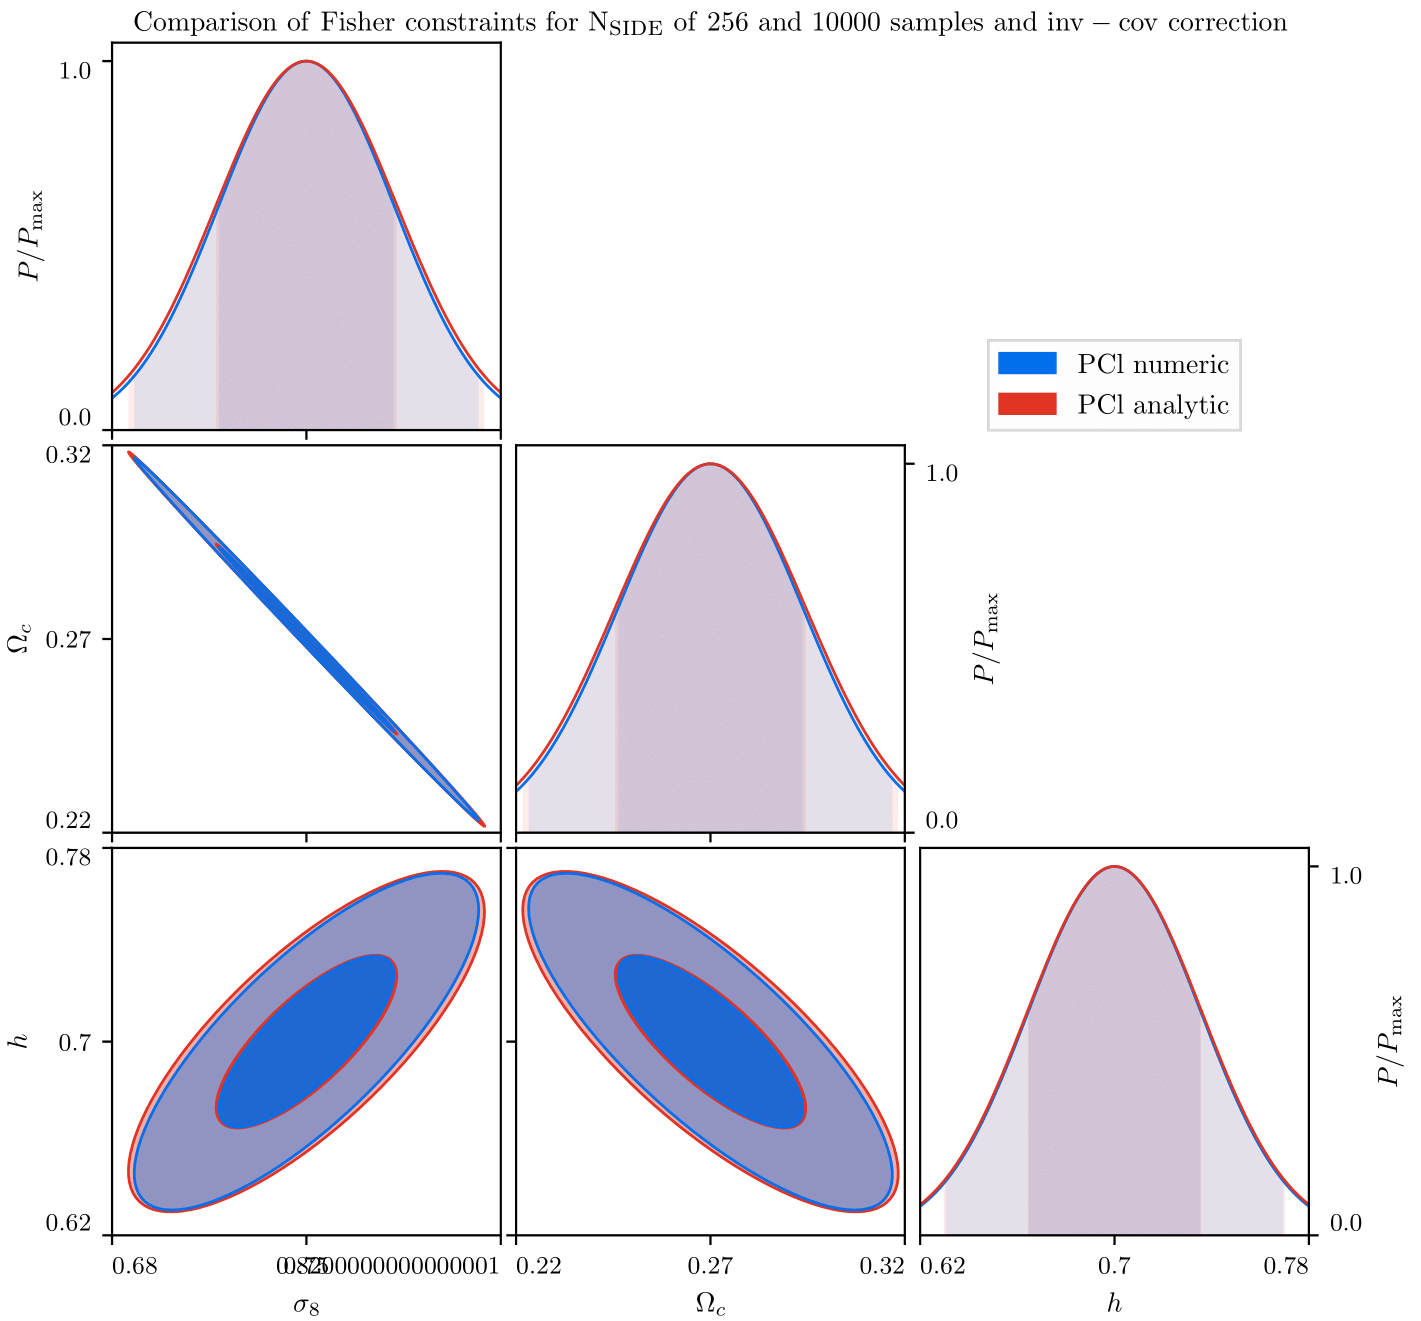 Comparison of Fisher constraints for N_SIDE of 256 and 10000 samples and inv − cov correction
1.0
P/P_max
0.0
PCl numeric
PCl analytic
0.32
Ω_c
0.27
0.22
1.0
P/P_max
0.0
0.78
h
0.7
0.62
1.0
P/P_max
0.0
0.68
0.22
0.27
0.32
0.62
0.7
0.78
σ_8
Ω_c
h